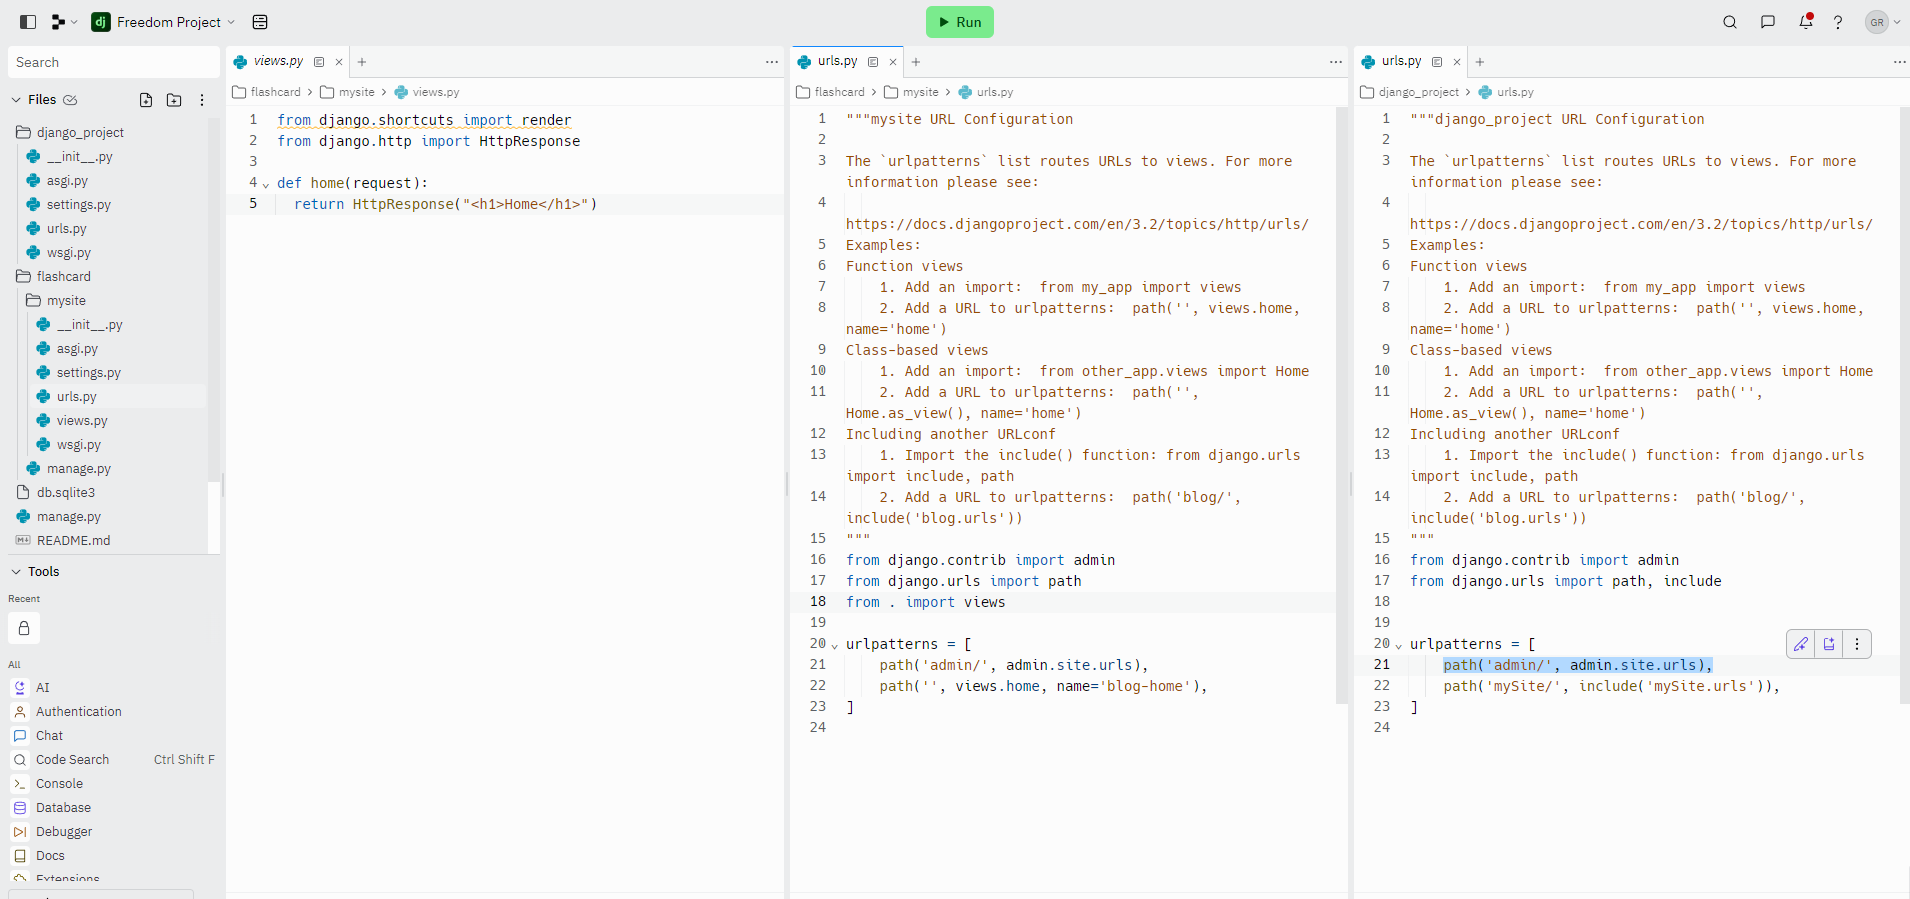 dj Freedom Project
Run
GR
Search
Files
django_project
__init__.py
asgi.py
settings.py
urls.py
wsgi.py
flashcard
mysite
__init__.py
asgi.py
settings.py
urls.py
views.py
wsgi.py
manage.py
db.sqlite3
manage.py
README.md
Tools
Recent
All
AI
Authentication
Chat
Code Search Ctrl Shift F
Console
Database
Debugger
Docs
Extensions
views.py
flashcard > mysite > views.py
1 from django.shortcuts import render
2 from django.http import HttpResponse
3
4 def home(request):
5 return HttpResponse("<h1>Home</h1>")
urls.py
flashcard > mysite > urls.py
1 """mysite URL Configuration
2
3 The `urlpatterns` list routes URLs to views. For more
information please see:
4
https://docs.djangoproject.com/en/3.2/topics/http/urls/
5 Examples:
6 Function views
7 1. Add an import:  from my_app import views
8 2. Add a URL to urlpatterns:  path('', views.home,
name='home')
9 Class-based views
10 1. Add an import:  from other_app.views import Home
11 2. Add a URL to urlpatterns:  path('',
Home.as_view(), name='home')
12 Including another URLconf
13 1. Import the include() function: from django.urls
import include, path
14 2. Add a URL to urlpatterns:  path('blog/',
include('blog.urls'))
15 """
16 from django.contrib import admin
17 from django.urls import path
18 from . import views
19
20 urlpatterns = [
21 path('admin/', admin.site.urls),
22 path('', views.home, name='blog-home'),
23 ]
24
urls.py
django_project > urls.py
1 """django_project URL Configuration
2
3 The `urlpatterns` list routes URLs to views. For more
information please see:
4
https://docs.djangoproject.com/en/3.2/topics/http/urls/
5 Examples:
6 Function views
7 1. Add an import:  from my_app import views
8 2. Add a URL to urlpatterns:  path('', views.home,
name='home')
9 Class-based views
10 1. Add an import:  from other_app.views import Home
11 2. Add a URL to urlpatterns:  path('',
Home.as_view(), name='home')
12 Including another URLconf
13 1. Import the include() function: from django.urls
import include, path
14 2. Add a URL to urlpatterns:  path('blog/',
include('blog.urls'))
15 """
16 from django.contrib import admin
17 from django.urls import path, include
18
19
20 urlpatterns = [
21 path('admin/', admin.site.urls),
22 path('mySite/', include('mySite.urls')),
23 ]
24